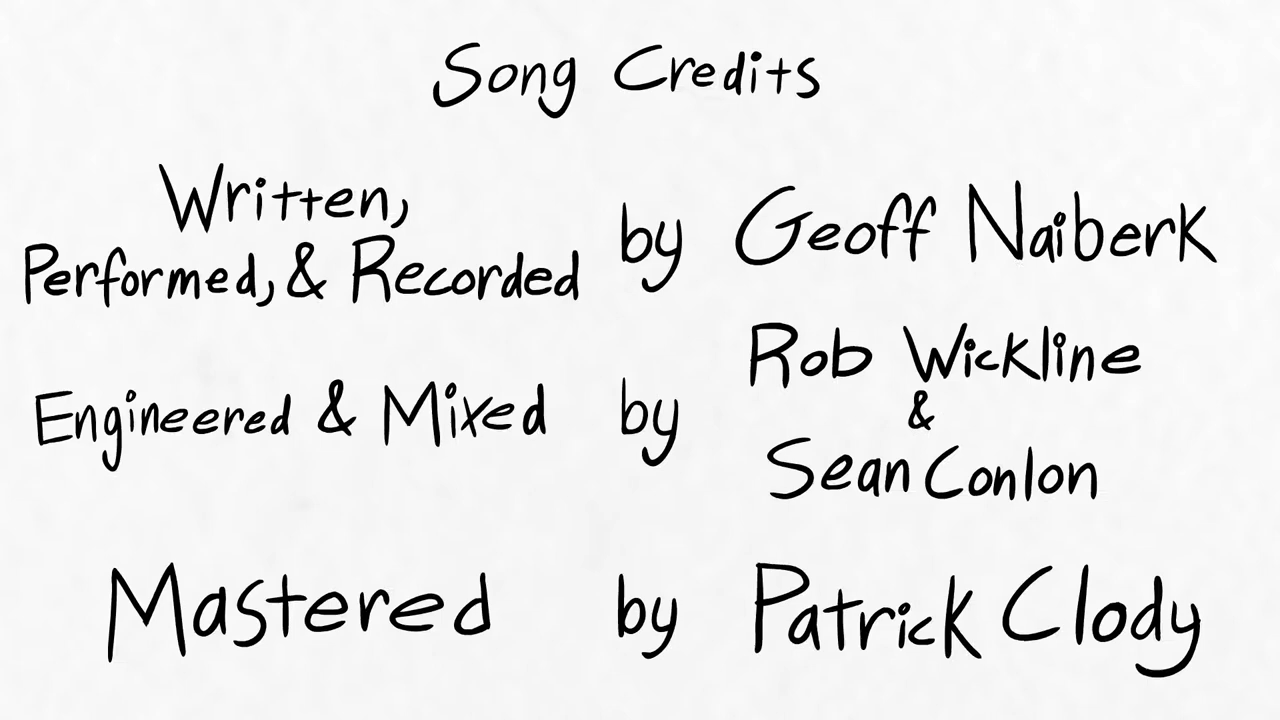 Song Credits
Written,
Performed, & Recorded by Geoff Naiberk
Engineered & Mixed by Rob Wickline
&
Sean Conlon
Mastered by Patrick Clody